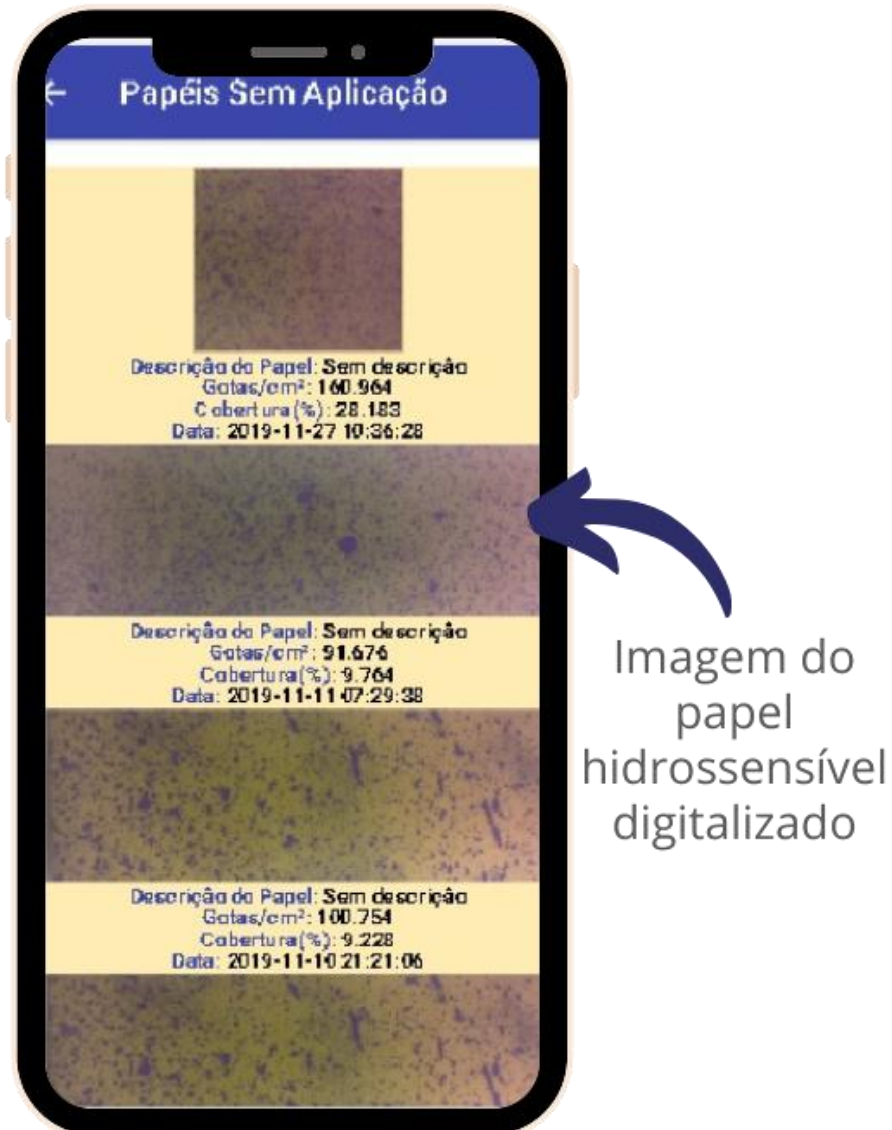 ← Papéis Sem Aplicação
Descrição do Papel: Sem descrição
Gotas/cm²: 160.964
Cobertura(%): 28.183
Data: 2019-11-27 10:36:28
Descrição do Papel: Sem descrição
Gotas/cm²: 91.676
Cobertura(%): 9.764
Data: 2019-11-11 07:29:38
Descrição do Papel: Sem descrição
Gotas/cm²: 100.754
Cobertura(%): 9.228
Data: 2019-11-10 21:21:06
Imagem do
papel
hidrossensível
digitalizado